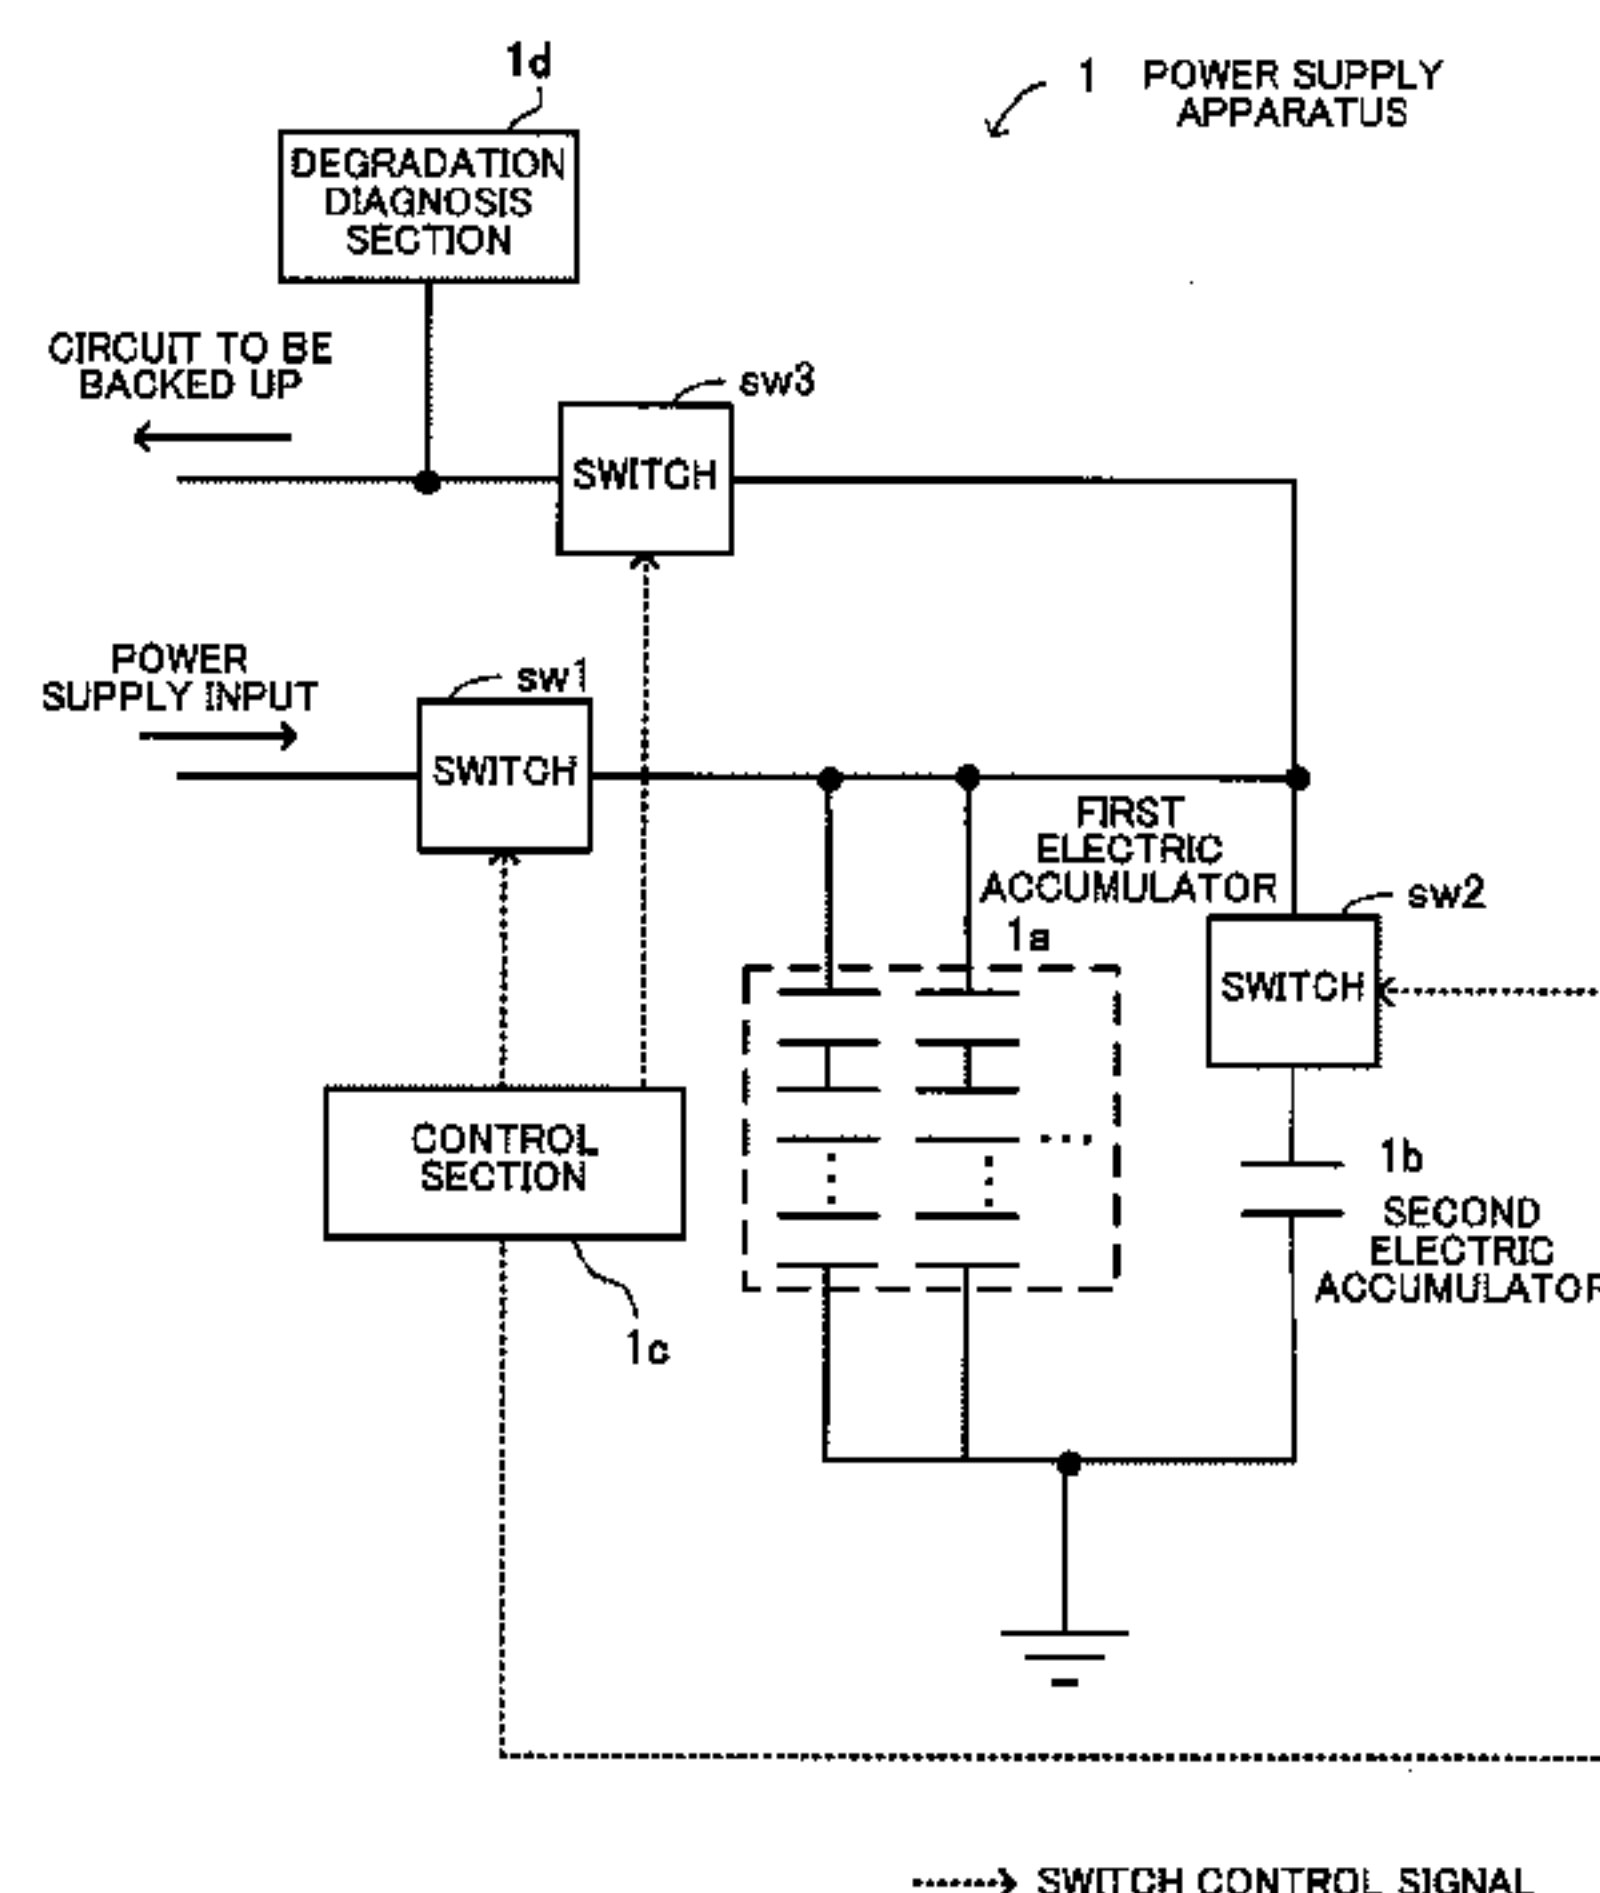 1d
1 POWER SUPPLY
APPARATUS
DEGRADATION
DIAGNOSIS
SECTION
CIRCUIT TO BE
BACKED UP
sw3
SWITCH
POWER
SUPPLY INPUT
sw1
SWITCH
FIRST
ELECTRIC
ACCUMULATOR
1a
sw2
SWITCH
CONTROL
SECTION
1c
1b
SECOND
ELECTRIC
ACCUMULATOR
SWITCH CONTROL SIGNAL